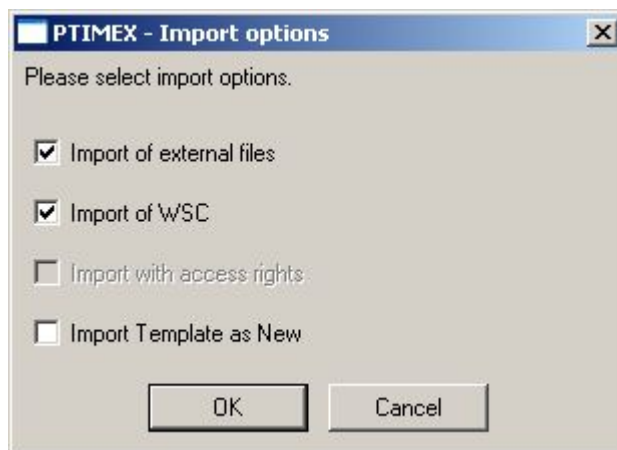 PTIMEX - Import options
Please select import options.
Import of external files
Import of WSC
Import with access rights
Import Template as New
OK
Cancel